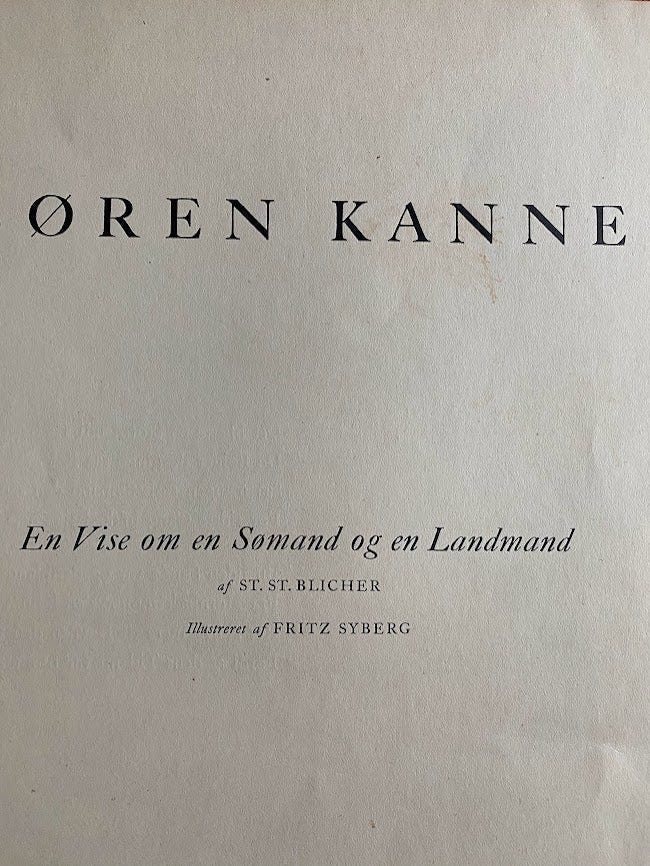 ØREN KANNE
En Vise om en Sømand og en Landmand
af ST. ST. BLICHER
Illustreret af FRITZ SYBERG